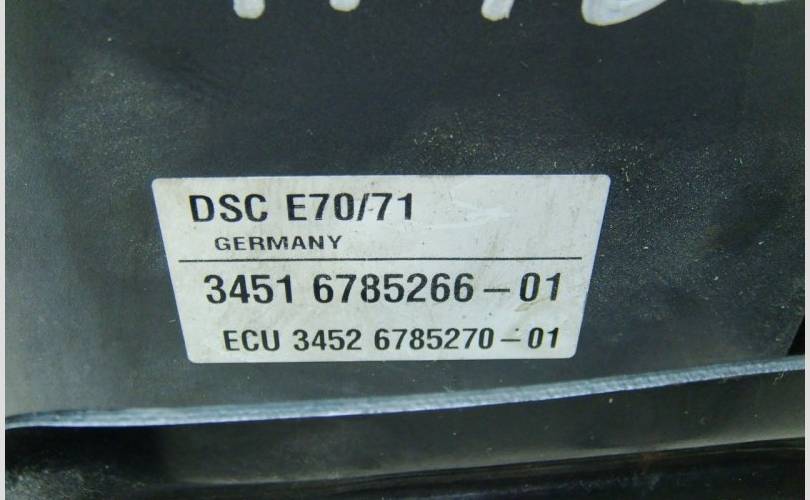 DSC E70/71
GERMANY
3451 6785266-01
ECU 3452 6785270-01